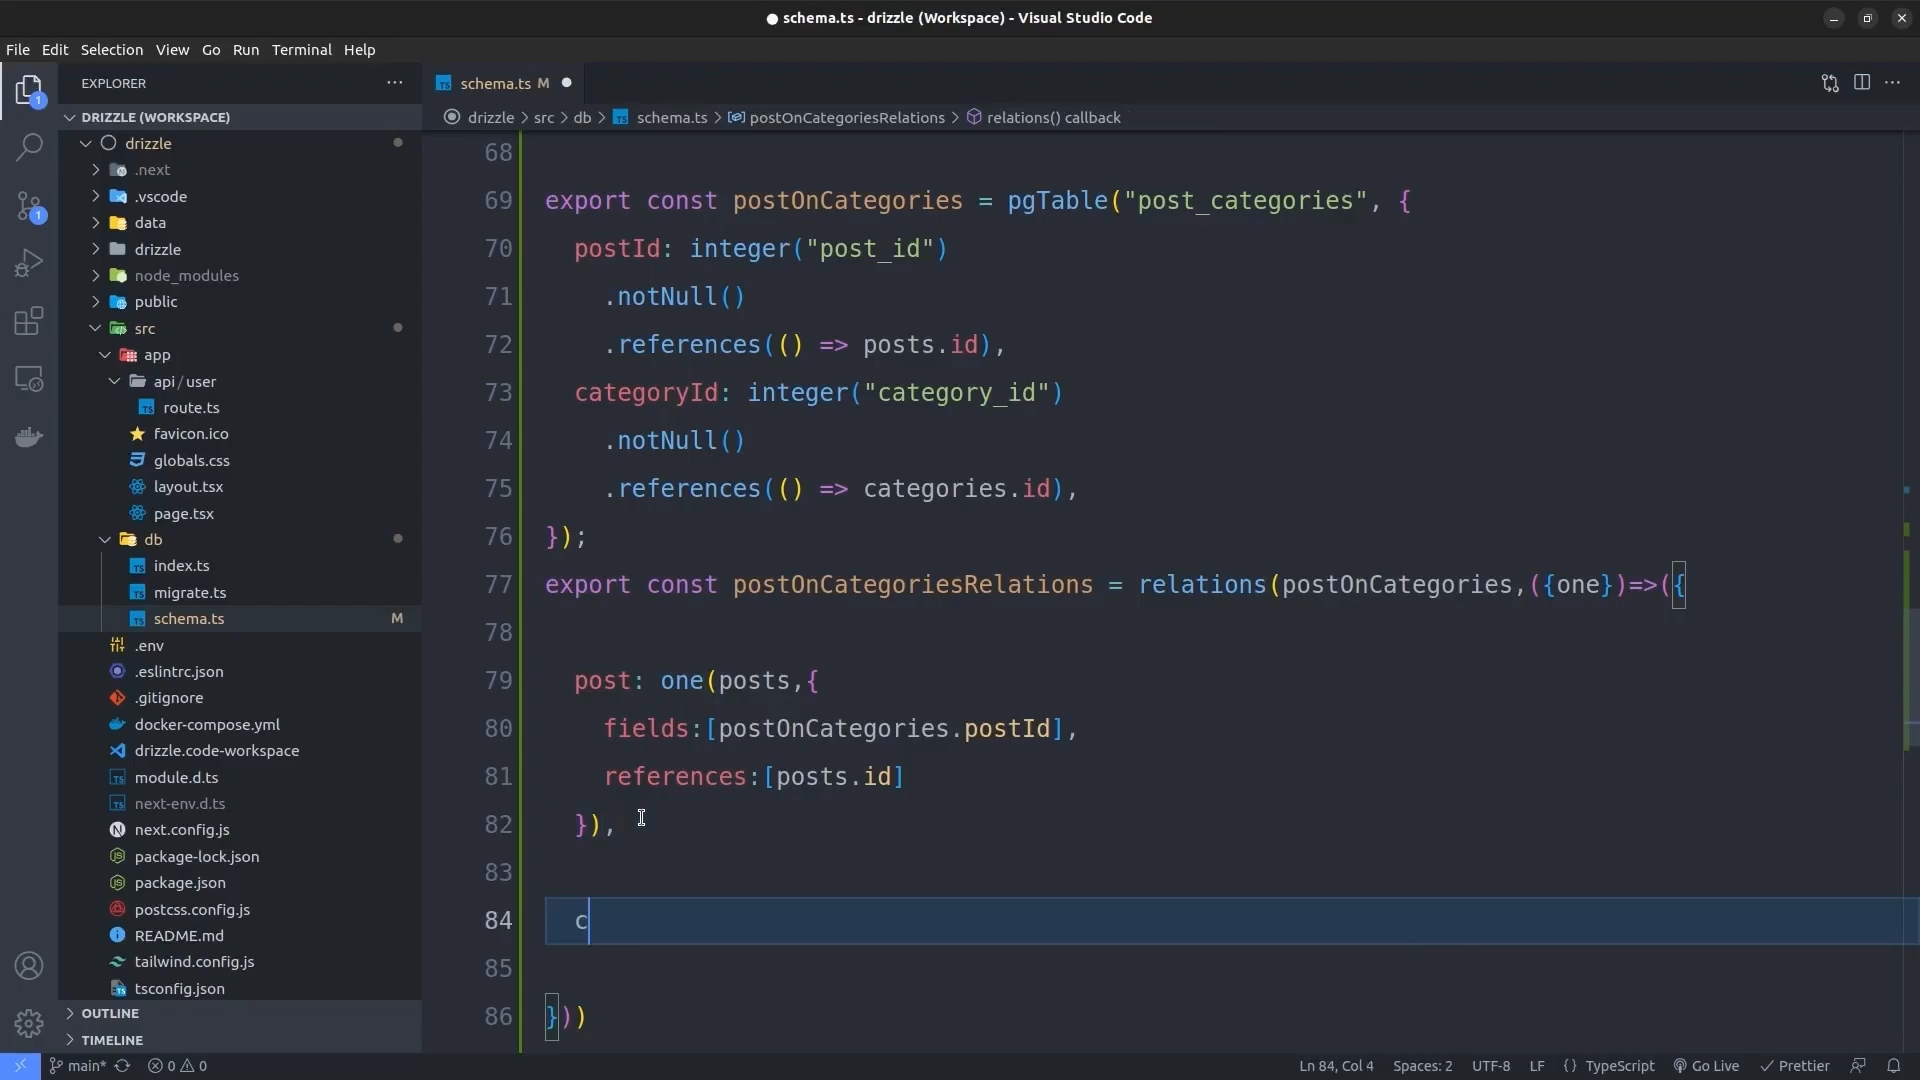 schema.ts - drizzle (Workspace) - Visual Studio Code
File Edit Selection View Go Run Terminal Help
EXPLORER
DRIZZLE (WORKSPACE)
drizzle
.next
.vscode
data
drizzle
node_modules
public
src
app
api/user
route.ts
favicon.ico
globals.css
layout.tsx
page.tsx
db
index.ts
migrate.ts
schema.ts M
.env
.eslintrc.json
.gitignore
docker-compose.yml
drizzle.code-workspace
module.d.ts
next-env.d.ts
next.config.js
package-lock.json
package.json
postcss.config.js
README.md
tailwind.config.js
tsconfig.json
OUTLINE
TIMELINE
1
1
schema.ts M
drizzle > src > db > schema.ts > postOnCategoriesRelations > relations() callback
68
69 export const postOnCategories = pgTable("post_categories", {
70 postId: integer("post_id")
71 .notNull()
72 .references(() => posts.id),
73 categoryId: integer("category_id")
74 .notNull()
75 .references(() => categories.id),
76 });
77 export const postOnCategoriesRelations = relations(postOnCategories,({one})=>({
78
79 post: one(posts,{
80 fields:[postOnCategories.postId],
81 references:[posts.id]
82 }),
83
84 c
85
86 }))
main* 0 0 Ln 84, Col 4 Spaces: 2 UTF-8 LF {} TypeScript Go Live Prettier